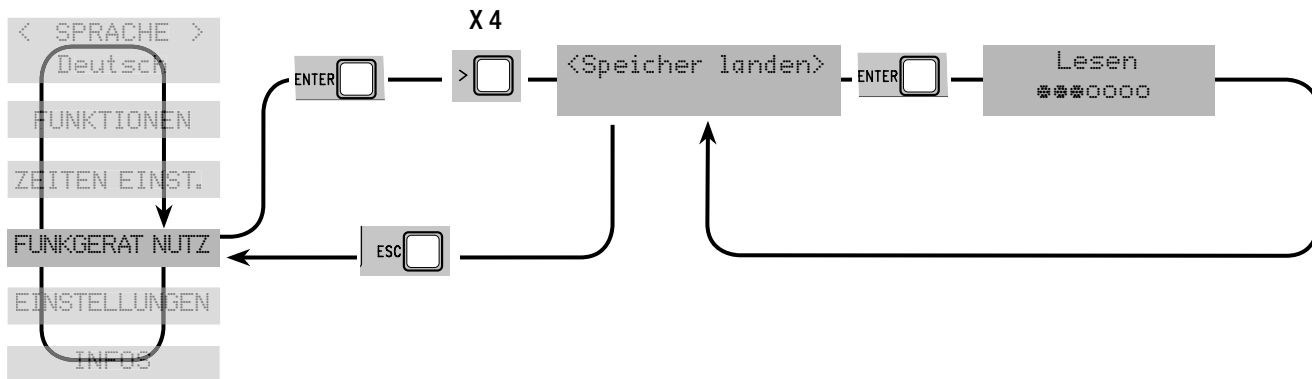 X 4
< SPRACHE >
Deutsch
FUNKTIONEN
ZEITEN EINST.
FUNKGERAT NUTZ
EINSTELLUNGEN
INFOS
ENTER
>
<Speicher landen>
ENTER
Lesen
ESC